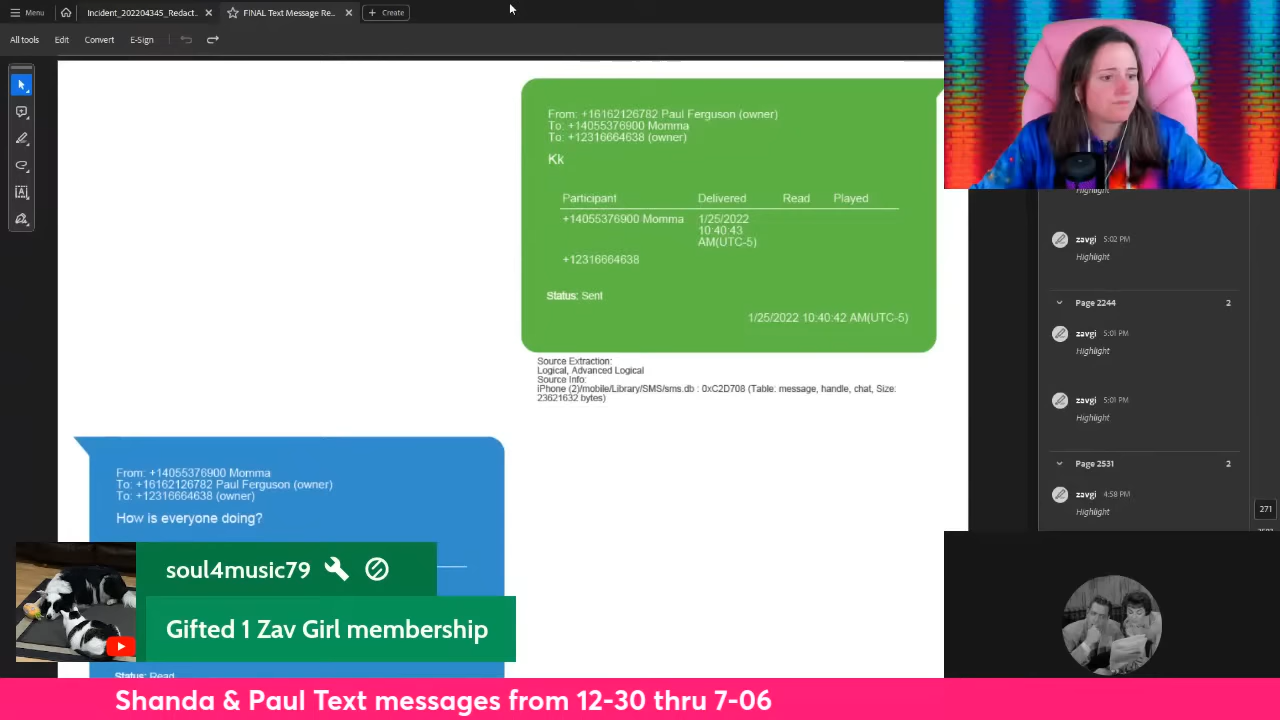 Menu
Incident_202204345_Redact..
FINAL Text Message Re..
Create
All tools
Edit
Convert
E-Sign
From: +16162126782 Paul Ferguson (owner)
To: +14055376900 Momma
To: +12316664638 (owner)
Kk
Participant Delivered Read Played
+14055376900 Momma 1/25/2022
10:40:43
AM(UTC-5)
+12316664638
Status: Sent
1/25/2022 10:40:42 AM(UTC-5)
Source Extraction:
Logical, Advanced Logical
Source Info:
iPhone (2)/mobile/Library/SMS/sms.db : 0xC2D708 (Table: message, handle, chat, Size:
23621632 bytes)
From: +14055376900 Momma
To: +16162126782 Paul Ferguson (owner)
To: +12316664638 (owner)
How is everyone doing?
Status: Read
Highlight
zavgi 5:02 PM
Highlight
Page 2244 2
zavgi 5:01 PM
Highlight
zavgi 5:01 PM
Highlight
Page 2531 2
zavgi 4:58 PM
Highlight
271
soul4music79
Gifted 1 Zav Girl membership
Shanda & Paul Text messages from 12-30 thru 7-06